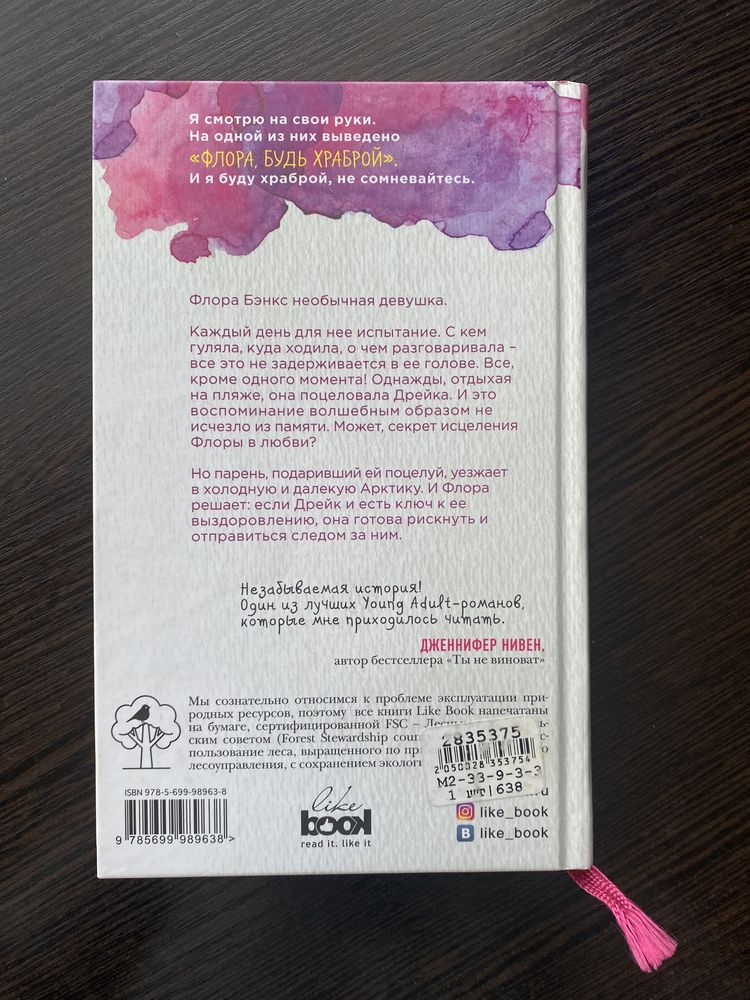 Я смотрю на свои руки.
На одной из них выведено
«ФЛОРА, БУДЬ ХРАБРОЙ».
И я буду храброй, не сомневайтесь.
Флора Бэнкс необычная девушка.
Каждый день для нее испытание. С кем
гуляла, куда ходила, о чем разговаривала –
все это не задерживается в ее голове. Все,
кроме одного момента! Однажды, отдыхая
на пляже, она поцеловала Дрейка. И это
воспоминание волшебным образом не
исчезло из памяти. Может, секрет исцеления
Флоры в любви?
Но парень, подаривший ей поцелуй, уезжает
в холодную и далекую Арктику. И Флора
решает: если Дрейк и есть ключ к ее
выздоровлению, она готова рискнуть и
отправиться следом за ним.
Незабываемая история!
Один из лучших Young Adult-романов,
которые мне приходилось читать.
ДЖЕННИФЕР НИВЕН,
автор бестселлера «Ты не виноват»
Мы сознательно относимся к проблеме эксплуатации при-
родных ресурсов, поэтому все книги Like Book напечатаны
на бумаге, сертифицированной FSC –
ским советом (Forest Stewardship
пользование леса, выращенного по
лесоуправления, с сохранением
2835375
2050028353754
М2-33-9-3-3
1 шт|638
ISBN 978-5-699-98963-8
9 785699 989638 >
like
book
read it. like it
like_book
like_book